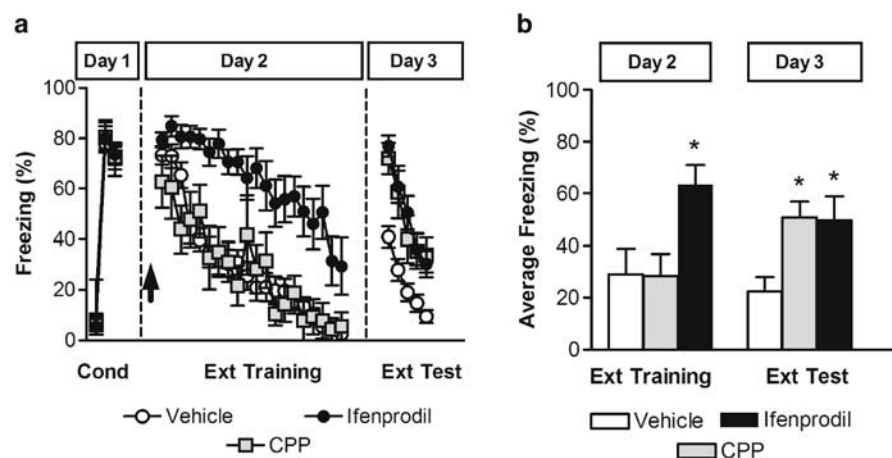 a
Day 1 Day 2 Day 3
Freezing (%)
100
80
60
40
20
0
Cond Ext Training Ext Test
Vehicle Ifenprodil
CPP
b
Day 2 Day 3
Average Freezing (%)
100
80
60
40
20
0
* * *
Ext Training Ext Test
Vehicle Ifenprodil
CPP